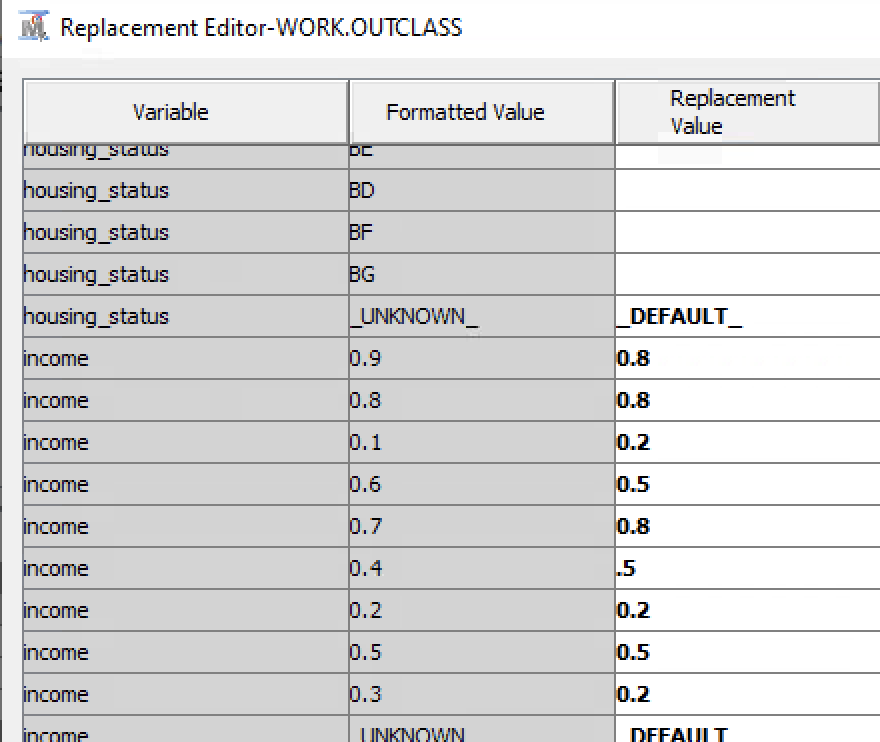 Replacement Editor-WORK.OUTCLASS
Variable Formatted Value Replacement Value
housing_status BE
housing_status BD
housing_status BF
housing_status BG
housing_status _UNKNOWN_ _DEFAULT_
income 0.9 0.8
income 0.8 0.8
income 0.1 0.2
income 0.6 0.5
income 0.7 0.8
income 0.4 .5
income 0.2 0.2
income 0.5 0.5
income 0.3 0.2
income _UNKNOWN_ _DEFAULT_